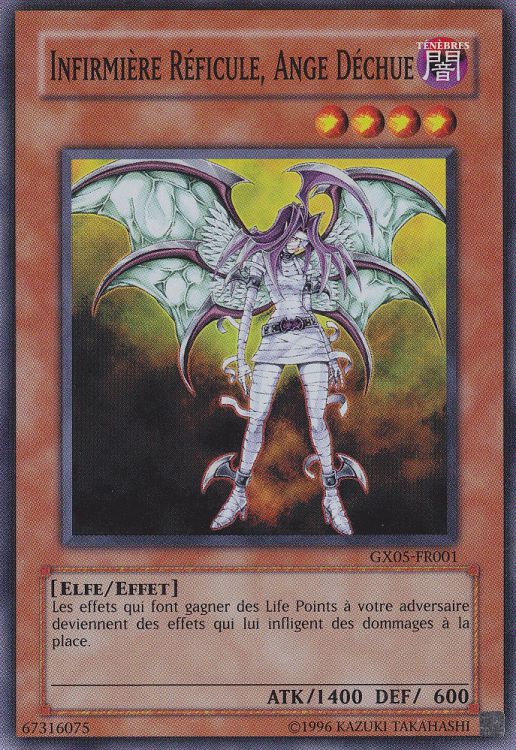 INFIRMIÈRE RÉFICULE, ANGE DÉCHUE
TÉNÈBRES
闇
GX05-FR001
[ELFE/EFFET]
Les effets qui font gagner des Life Points à votre adversaire
deviennent des effets qui lui infligent des dommages à la
place.
ATK/1400 DEF/ 600
67316075
©1996 KAZUKI TAKAHASHI